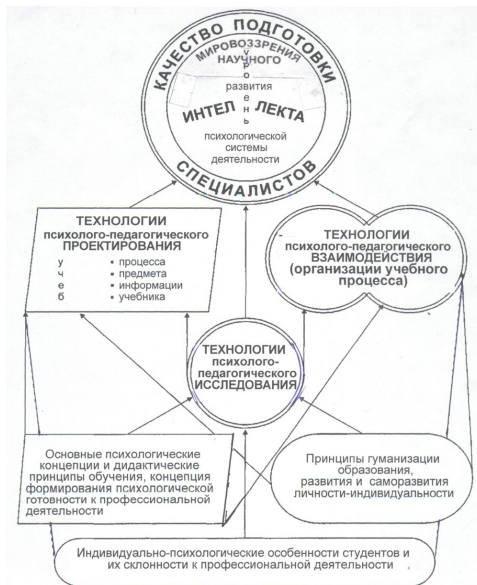 КАЧЕСТВО ПОДГОТОВКИ
МИРОВОЗЗРЕНИЯ
НАУЧНОГО
уровень
развития
ИНТЕЛ ЛЕКТА
психологической
системы
деятельности
СПЕЦИАЛИСТОВ
ТЕХНОЛОГИИ
психолого-педагогического
ПРОЕКТИРОВАНИЯ
у • процесса
ч • предмета
е • информации
б • учебника
ТЕХНОЛОГИИ
психолого-педагогического
ВЗАИМОДЕЙСТВИЯ
(организации учебного
процесса)
ТЕХНОЛОГИИ
психолого-
педагогического
ИССЛЕДОВАНИЯ
Основные психологические
концепции и дидактические
принципы обучения, концепция
формирования психологической
готовности к профессиональной
деятельности
Принципы гуманизации
образования,
развития и саморазвития
личности-индивидуальности
Индивидуально-психологические особенности студентов и
их склонности к профессиональной деятельности